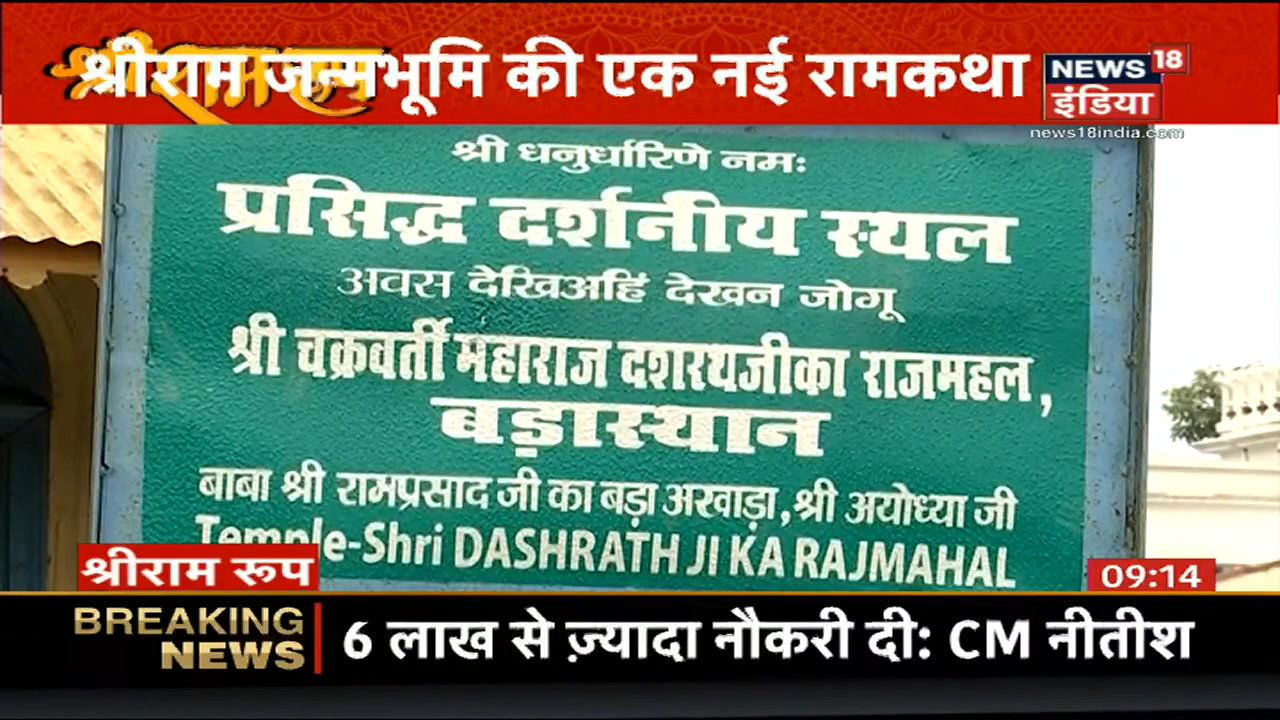 श्रीराम जन्मभूमि की एक नई रामकथा
NEWS 18
इंडिया
news18india.com
श्री धनुर्धारिणे नमः
प्रसिद्ध दर्शनीय स्थल
अवस देखिअहिं देखन जोगू
श्री चक्रवर्ती महाराज दशरथजीका राजमहल,
बड़ास्थान
बाबा श्री रामप्रसाद जी का बड़ा अखाड़ा, श्री अयोध्या जी
Temple-Shri DASHRATH JI KA RAJMAHAL
श्रीराम रूप
09:14
BREAKING NEWS
6 लाख से ज़्यादा नौकरी दी: CM नीतीश